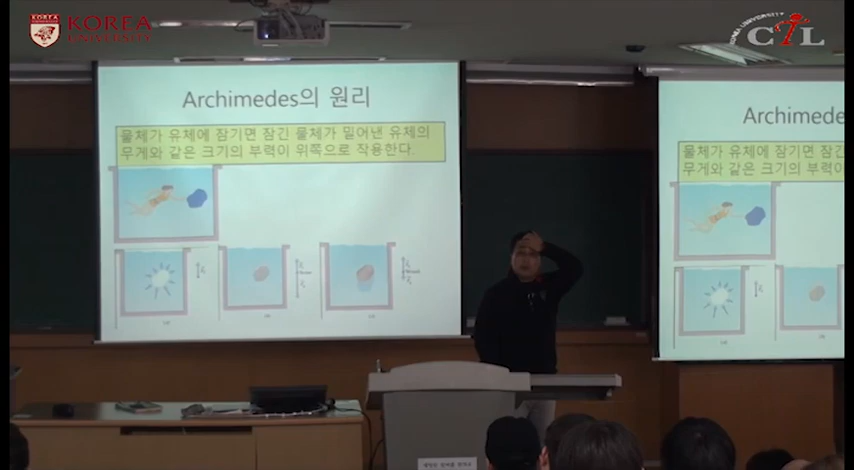 KOREA
UNIVERSITY
KOREA UNIVERSITY
CTL
Archimedes의 원리
물체가 유체에 잠기면 잠긴 물체가 밀어낸 유체의
무게와 같은 크기의 부력이 위쪽으로 작용한다.
Archimede
물체가 유체에 잠기면 잠긴
무게와 같은 크기의 부력이